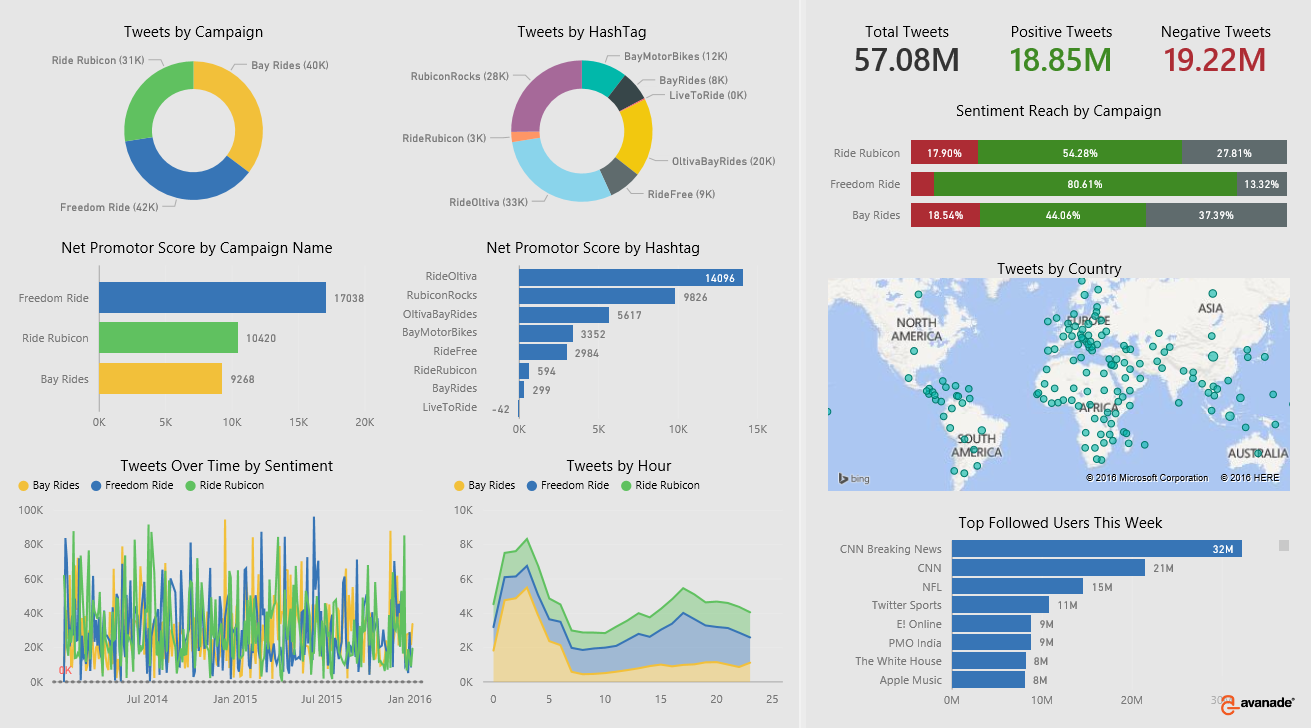 Tweets by Campaign
Ride Rubicon (31K)
Bay Rides (40K)
Freedom Ride (42K)
Tweets by HashTag
BayMotorBikes (12K)
RubiconRocks (28K)
BayRides (8K)
LiveToRide (0K)
RideRubicon (3K)
OltivaBayRides (20K)
RideFree (9K)
RideOltiva (33K)
Total Tweets
57.08M
Positive Tweets
18.85M
Negative Tweets
19.22M
Sentiment Reach by Campaign
Ride Rubicon 17.90% 54.28% 27.81%
Freedom Ride 80.61% 13.32%
Bay Rides 18.54% 44.06% 37.39%
Net Promotor Score by Campaign Name
Freedom Ride 17038
Ride Rubicon 10420
Bay Rides 9268
0K 5K 10K 15K 20K
Net Promotor Score by Hashtag
RideOltiva 14096
RubiconRocks 9826
OltivaBayRides 5617
BayMotorBikes 3352
RideFree 2984
RideRubicon 594
BayRides 299
LiveToRide -42
0K 5K 10K 15K
Tweets by Country
NORTH AMERICA
EUROPE
ASIA
AFRICA
SOUTH AMERICA
AUSTRALIA
bing
© 2016 Microsoft Corporation © 2016 HERE
Tweets Over Time by Sentiment
Bay Rides Freedom Ride Ride Rubicon
100K
80K
60K
40K
20K
0K
0K
Jul 2014 Jan 2015 Jul 2015 Jan 2016
Tweets by Hour
Bay Rides Freedom Ride Ride Rubicon
10K
8K
6K
4K
2K
0K
0 5 10 15 20 25
Top Followed Users This Week
CNN Breaking News 32M
CNN 21M
NFL 15M
Twitter Sports 11M
E! Online 9M
PMO India 9M
The White House 8M
Apple Music 8M
0M 10M 20M
avanade®